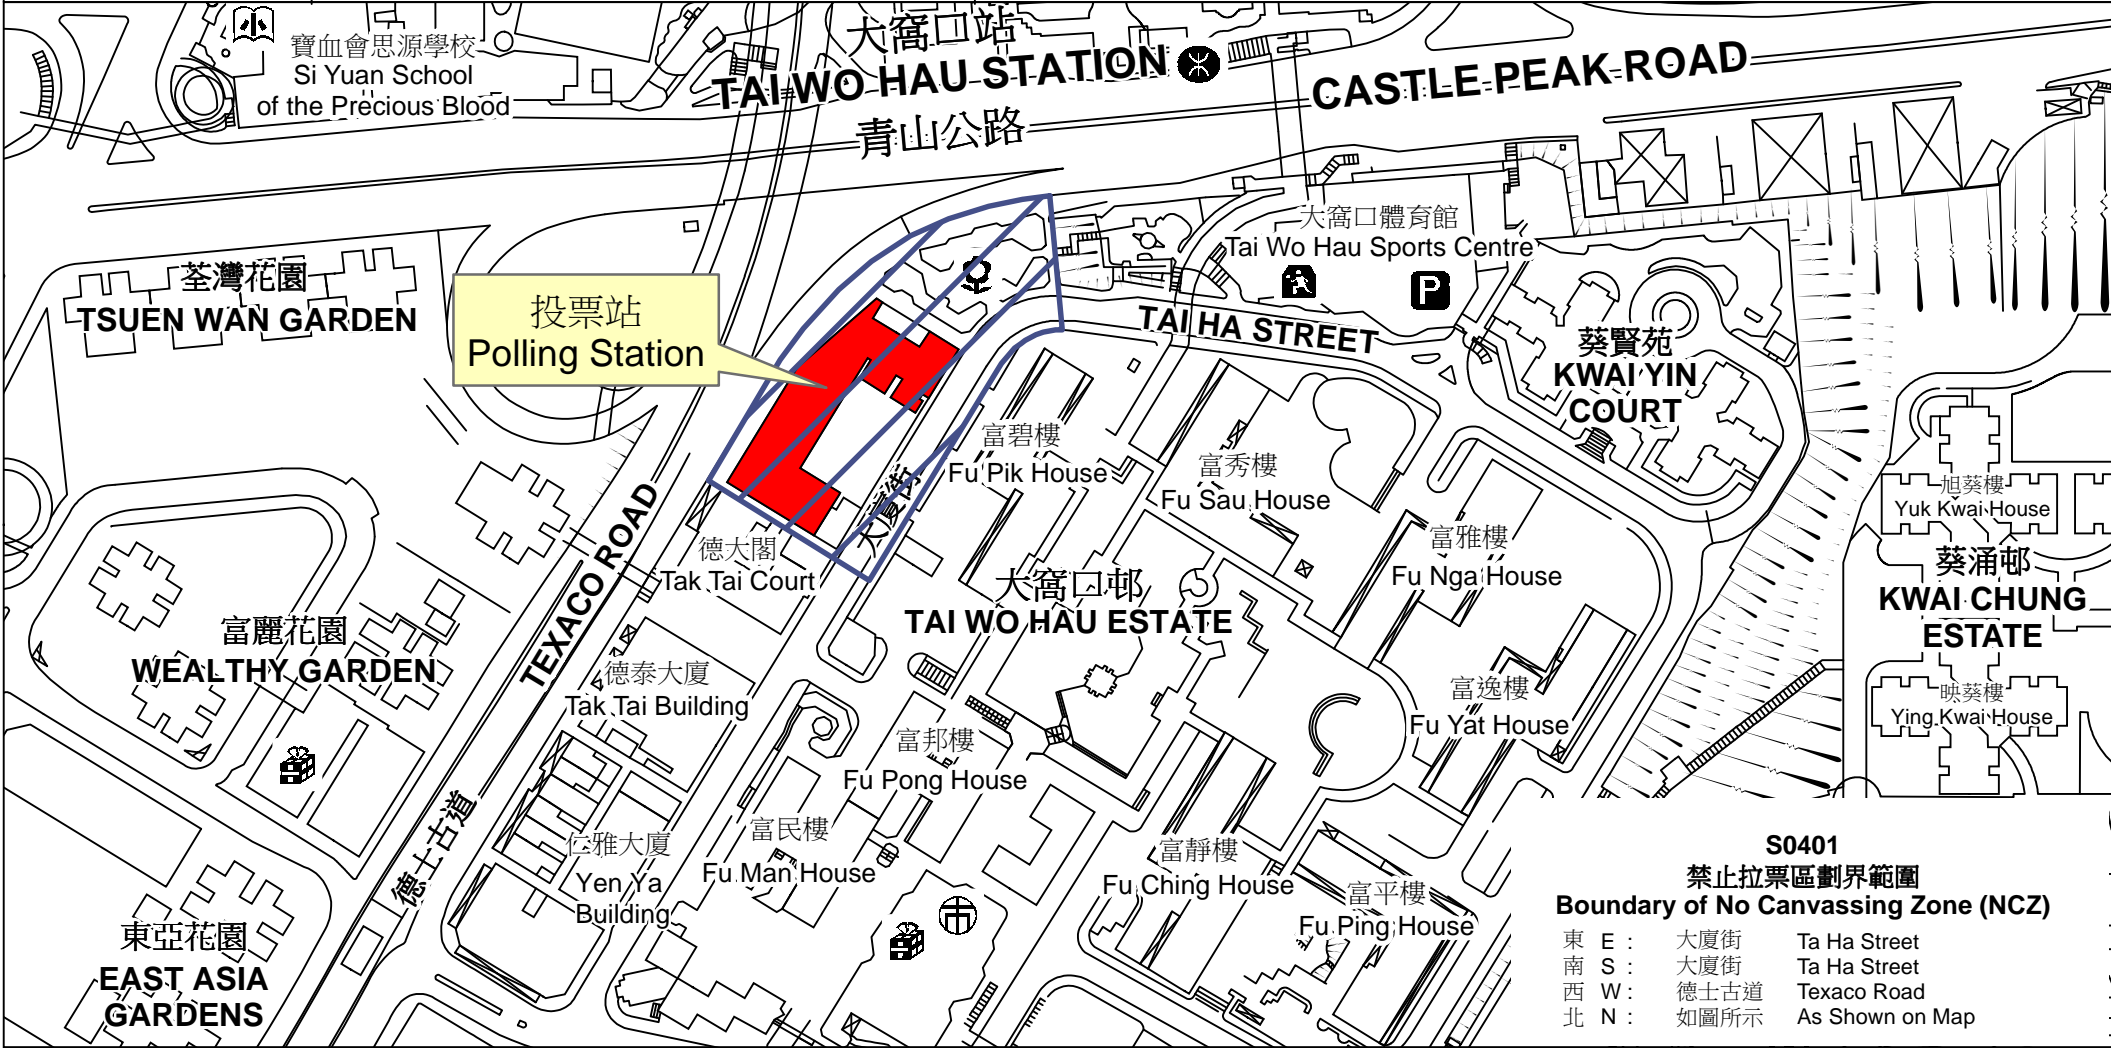 大窩口站
TAI WO HAU STATION
寶血會思源學校
Si Yuan School
of the Precious Blood
CASTLE PEAK ROAD
青山公路
大窩口體育館
Tai Wo Hau Sports Centre
P
荃灣花園
TSUEN WAN GARDEN
投票站
Polling Station
TAI HA STREET
葵賢苑
KWAI YIN
COURT
富碧樓
Fu Pik House
富秀樓
Fu Sau House
旭葵樓
Yuk Kwai House
大廈街
富雅樓
Fu Nga House
德大閣
Tak Tai Court
TEXACO ROAD
大窩口邨
TAI WO HAU ESTATE
葵涌邨
KWAI CHUNG
ESTATE
富麗花園
WEALTHY GARDEN
德泰大廈
Tak Tai Building
富逸樓
Fu Yat House
映葵樓
Ying Kwai House
富邦樓
Fu Pong House
德士古道
仁雅大廈
Yen Ya
Building
富民樓
Fu Man House
富靜樓
Fu Ching House
富平樓
Fu Ping House
東亞花園
EAST ASIA
GARDENS
S0401
禁止拉票區劃界範圍
Boundary of No Canvassing Zone (NCZ)
東 E : 大廈街 Ta Ha Street
南 S : 大廈街 Ta Ha Street
西 W : 德士古道 Texaco Road
北 N : 如圖所示 As Shown on Map